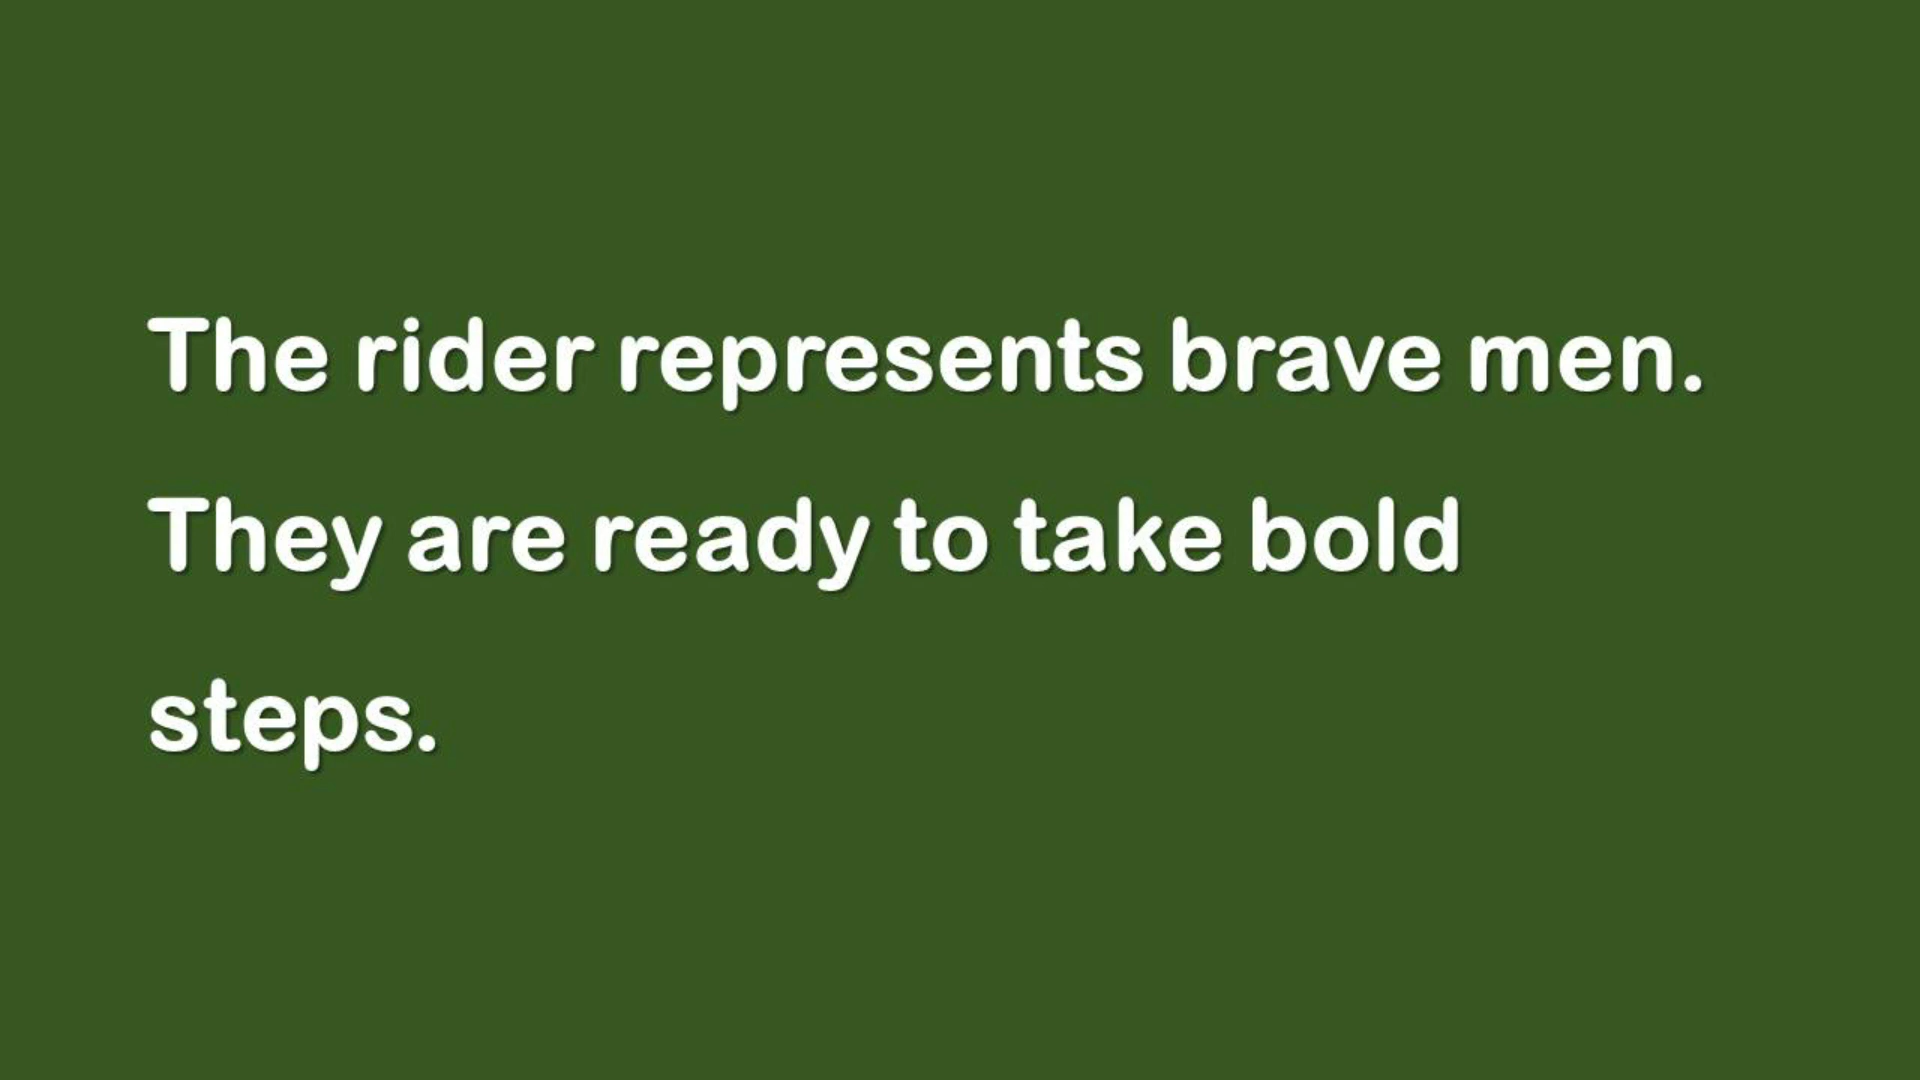 The rider represents brave men.
They are ready to take bold
steps.